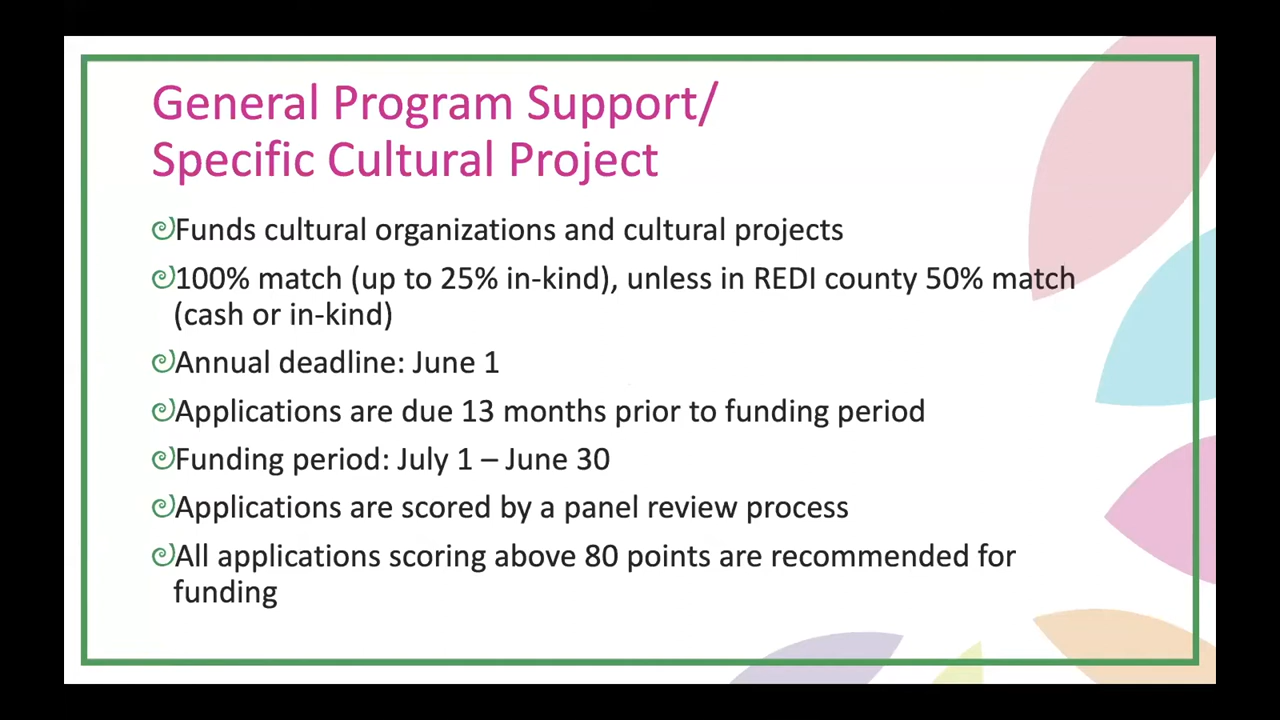 General Program Support/
Specific Cultural Project
Funds cultural organizations and cultural projects
100% match (up to 25% in-kind), unless in REDI county 50% match
(cash or in-kind)
Annual deadline: June 1
Applications are due 13 months prior to funding period
Funding period: July 1 – June 30
Applications are scored by a panel review process
All applications scoring above 80 points are recommended for
funding